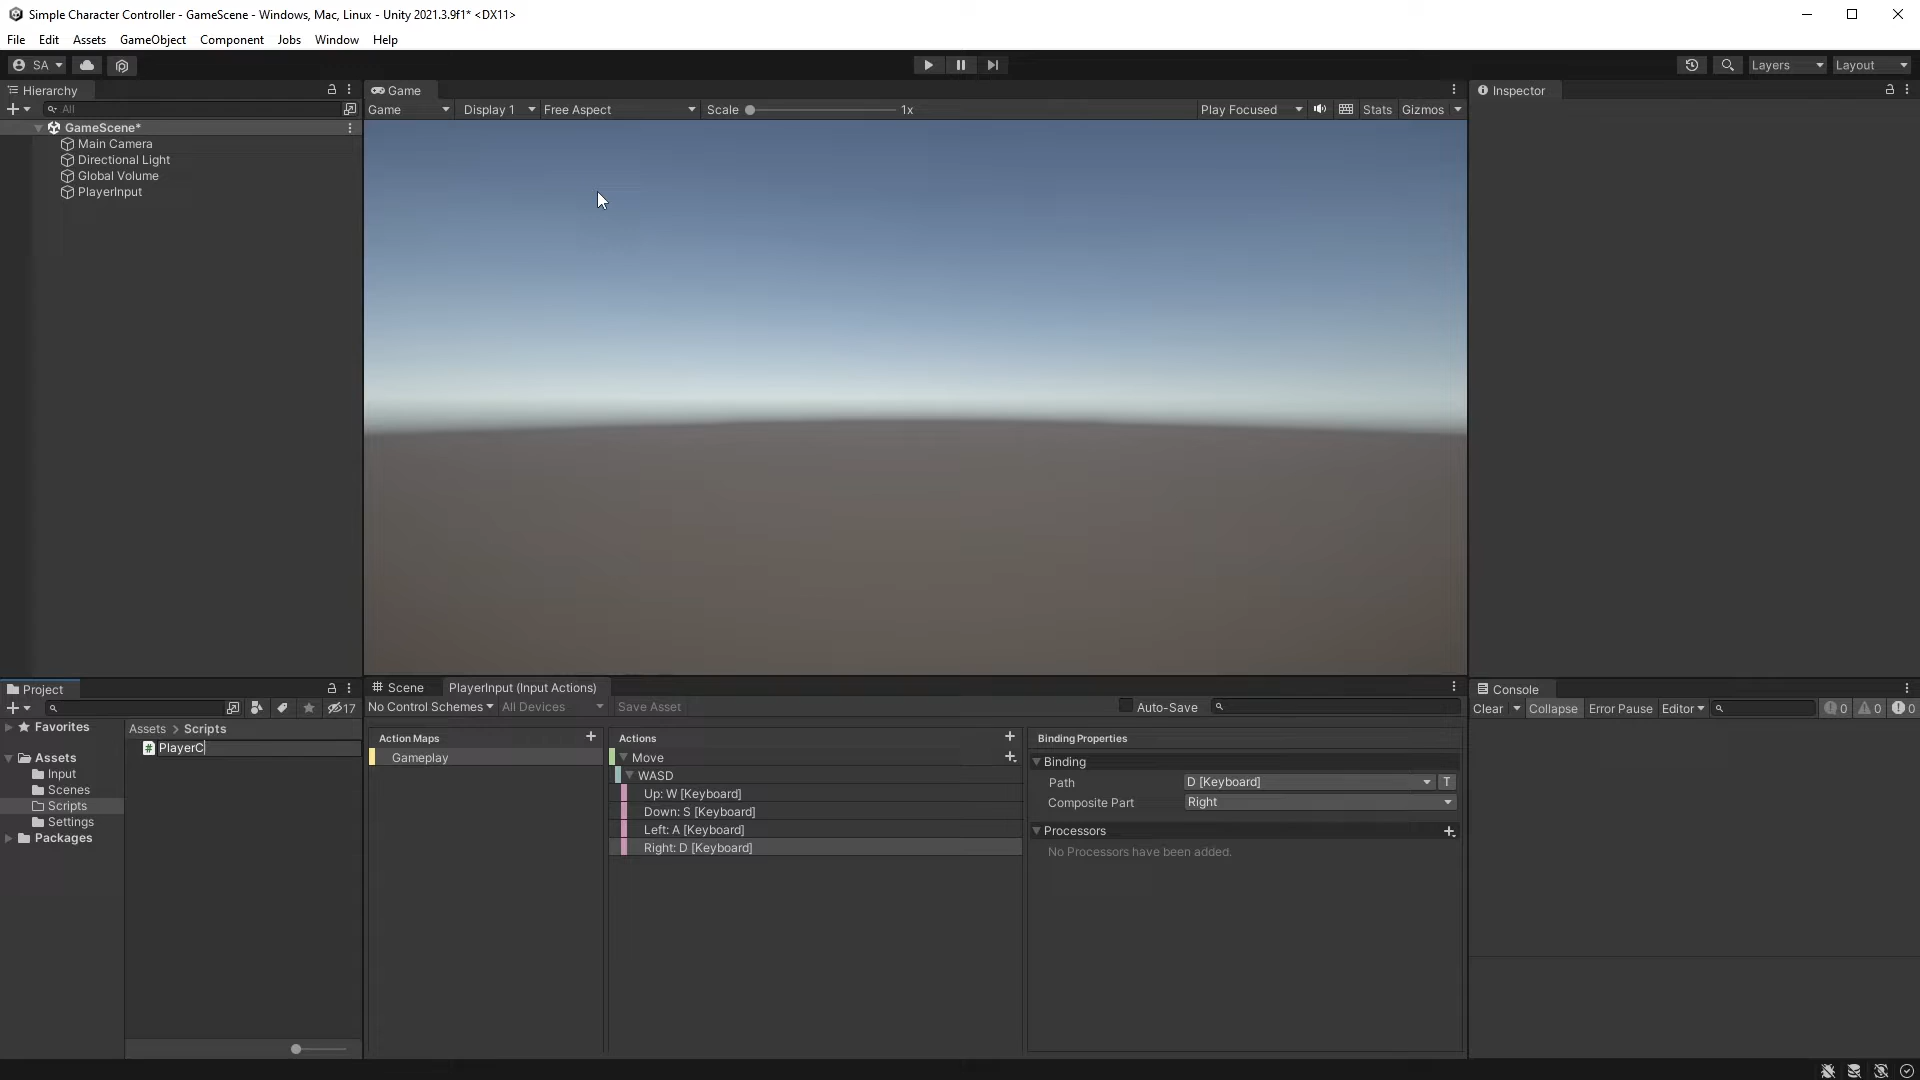 Simple Character Controller - GameScene - Windows, Mac, Linux - Unity 2021.3.9f1* <DX11>
File Edit Assets GameObject Component Jobs Window Help
SA Layers Layout
Hierarchy
All
GameScene*
Main Camera
Directional Light
Global Volume
PlayerInput
Game
Game Display 1 Free Aspect Scale 1x Play Focused Stats Gizmos
Inspector
Project
17
Favorites
Assets
Input
Scenes
Scripts
Settings
Packages
Assets > Scripts
PlayerC
Scene PlayerInput (Input Actions)
No Control Schemes All Devices Save Asset Auto-Save
Action Maps
Gameplay
Actions
Move
WASD
Up: W [Keyboard]
Down: S [Keyboard]
Left: A [Keyboard]
Right: D [Keyboard]
Binding Properties
Binding
Path D [Keyboard] T
Composite Part Right
Processors
No Processors have been added.
Console
Clear Collapse Error Pause Editor 0 0 0